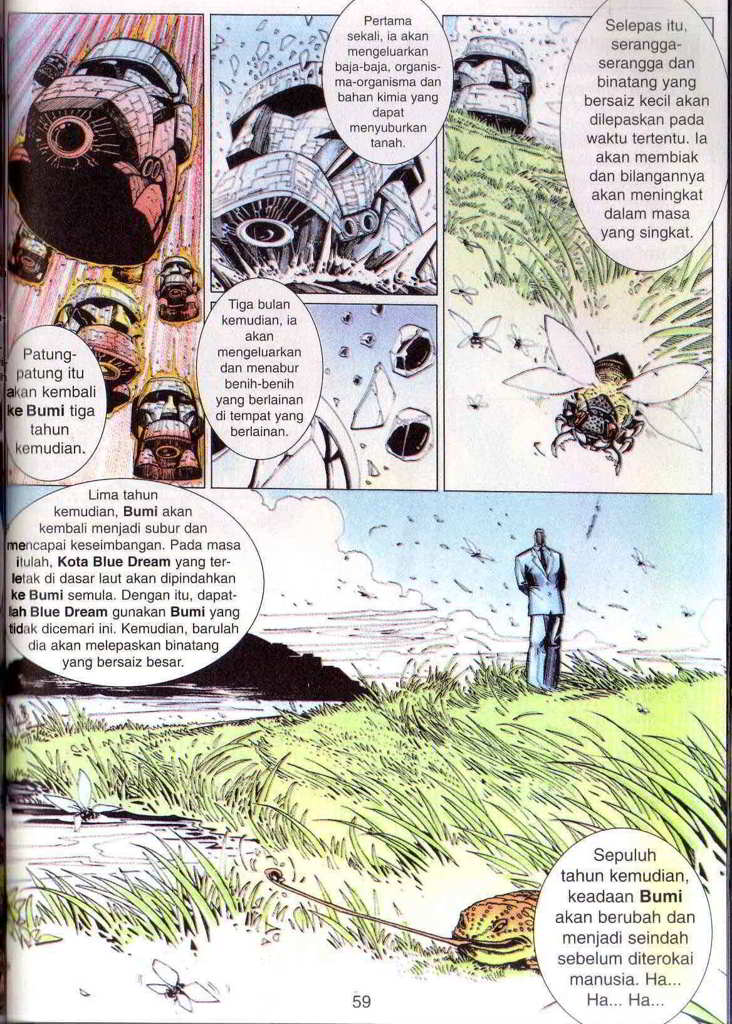 Patung-
patung itu
akan kembali
ke Bumi tiga
tahun
kemudian.
Pertama
sekali, ia akan
mengeluarkan
baja-baja, organis-
ma-organisma dan
bahan kimia yang
dapat
menyuburkan
tanah.
Tiga bulan
kemudian, ia
akan
mengeluarkan
dan menabur
benih-benih
yang berlainan
di tempat yang
berlainan.
Selepas itu,
serangga-
serangga dan
binatang yang
bersaiz kecil akan
dilepaskan pada
waktu tertentu. Ia
akan membiak
dan bilangannya
akan meningkat
dalam masa
yang singkat.
Lima tahun
kemudian, Bumi akan
kembali menjadi subur dan
mencapai keseimbangan. Pada masa
itulah, Kota Blue Dream yang ter-
letak di dasar laut akan dipindahkan
ke Bumi semula. Dengan itu, dapat-
lah Blue Dream gunakan Bumi yang
tidak dicemari ini. Kemudian, barulah
dia akan melepaskan binatang
yang bersaiz besar.
Sepuluh
tahun kemudian,
keadaan Bumi
akan berubah dan
menjadi seindah
sebelum diterokai
manusia. Ha...
Ha... Ha...
59